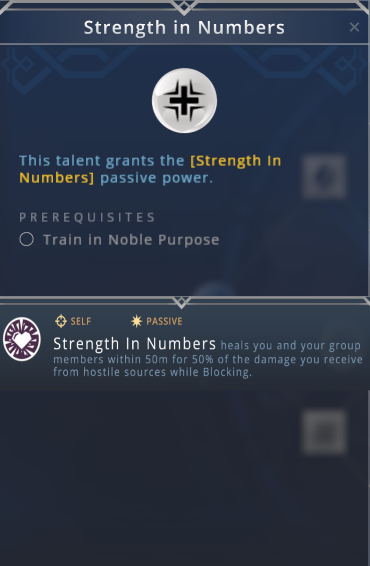 Strength in Numbers
This talent grants the [Strength In
Numbers] passive power.
PREREQUISITES
Train in Noble Purpose
SELF PASSIVE
Strength In Numbers heals you and your group
members within 50m for 50% of the damage you receive
from hostile sources while Blocking.